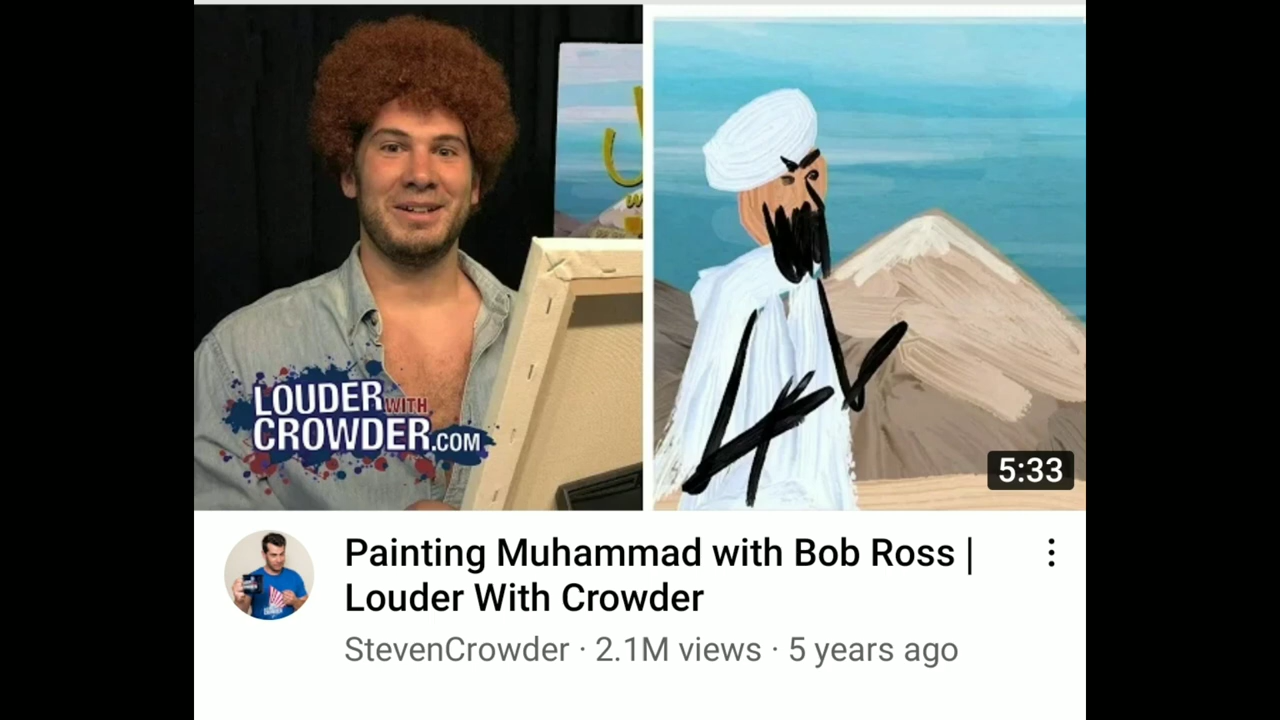 LOUDER WITH
CROWDER.COM
5:33
Painting Muhammad with Bob Ross |
Louder With Crowder
StevenCrowder · 2.1M views · 5 years ago